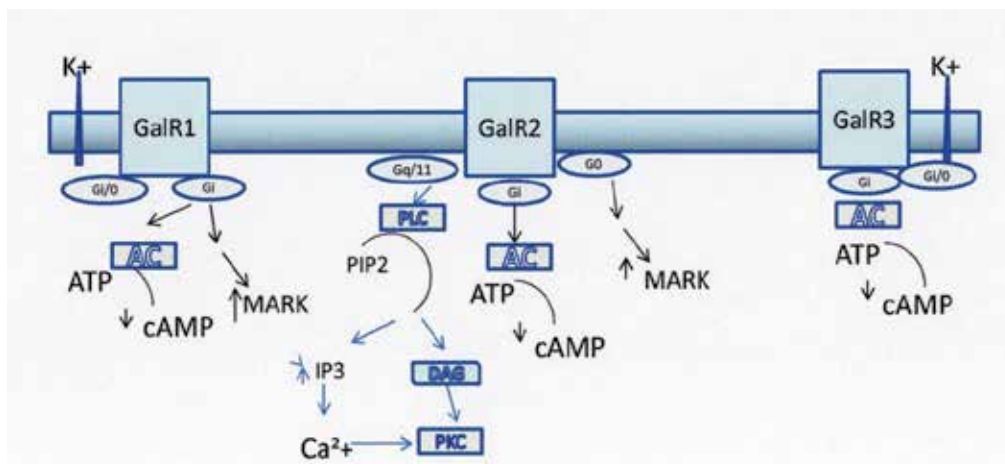 K+
K+
GalR1
GalR2
GalR3
Gi/0
Gi
Gq/11
Gi
G0
Gi
Gi/0
PLC
AC
PIP2
AC
AC
ATP
cAMP
MARK
ATP
cAMP
MARK
ATP
cAMP
IP3
DAG
Ca²+
PKC